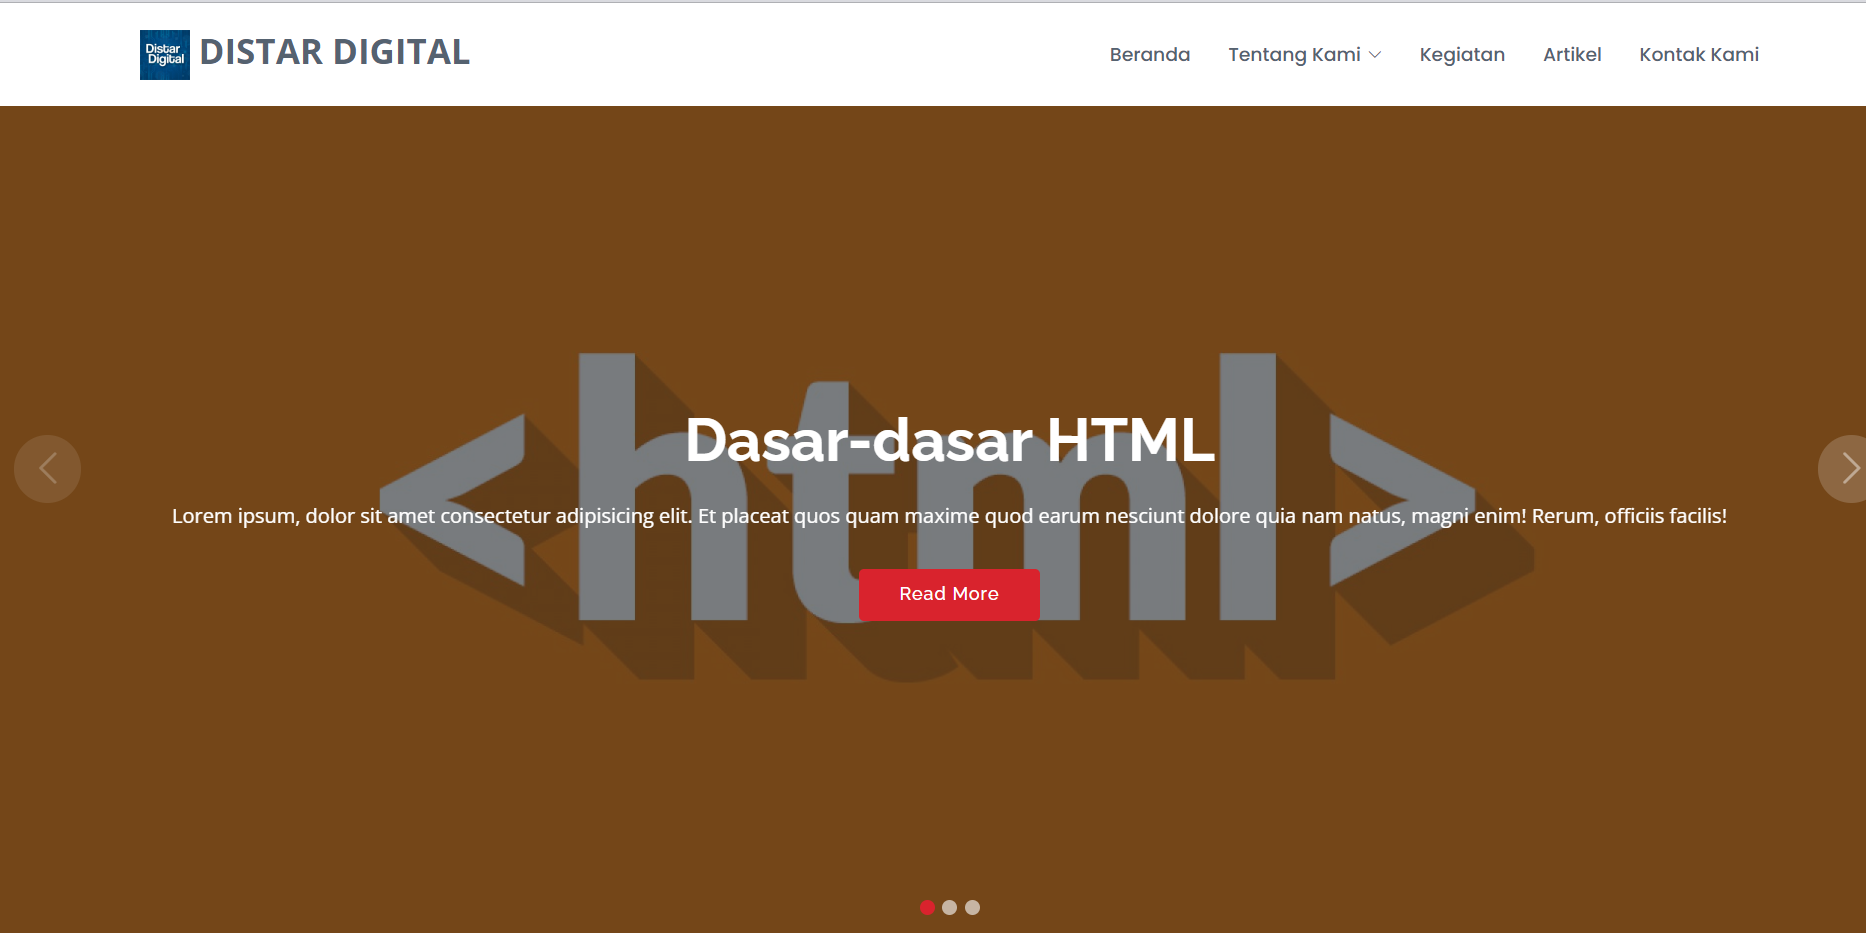 Distar
Digital
DISTAR DIGITAL
Beranda
Tentang Kami
Kegiatan
Artikel
Kontak Kami
<html>
Dasar-dasar HTML
Lorem ipsum, dolor sit amet consectetur adipisicing elit. Et placeat quos quam maxime quod earum nesciunt dolore quia nam natus, magni enim! Rerum, officiis facilis!
Read More